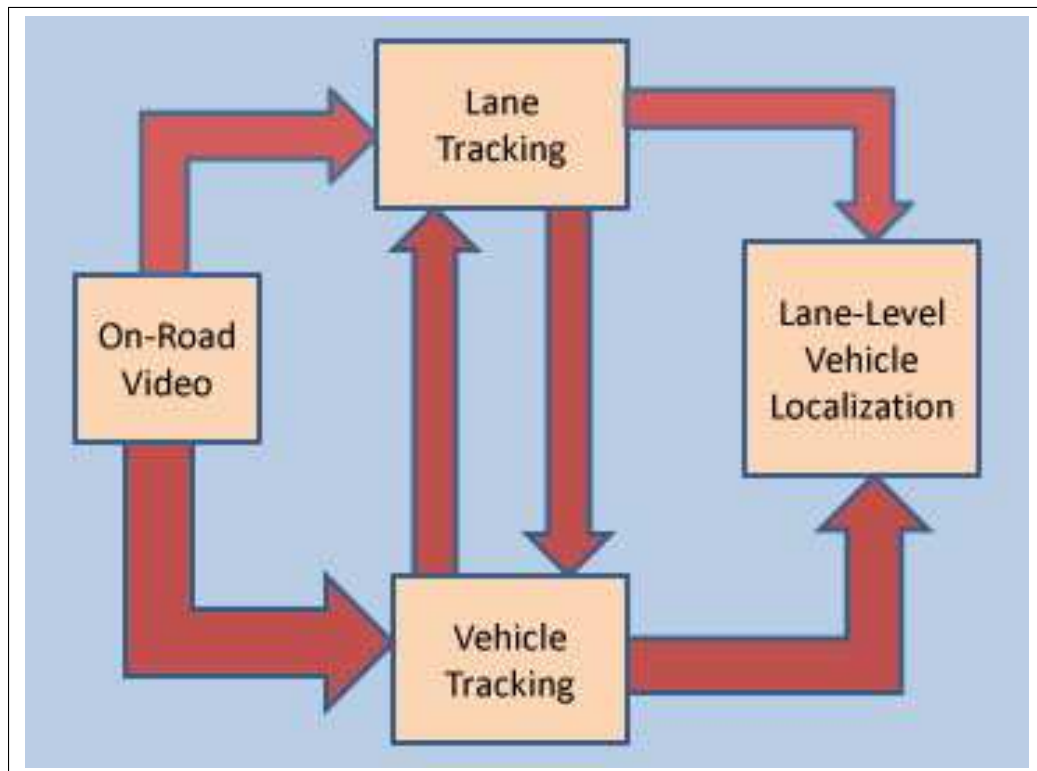 Lane
Tracking
On-Road
Video
Lane-Level
Vehicle
Localization
Vehicle
Tracking